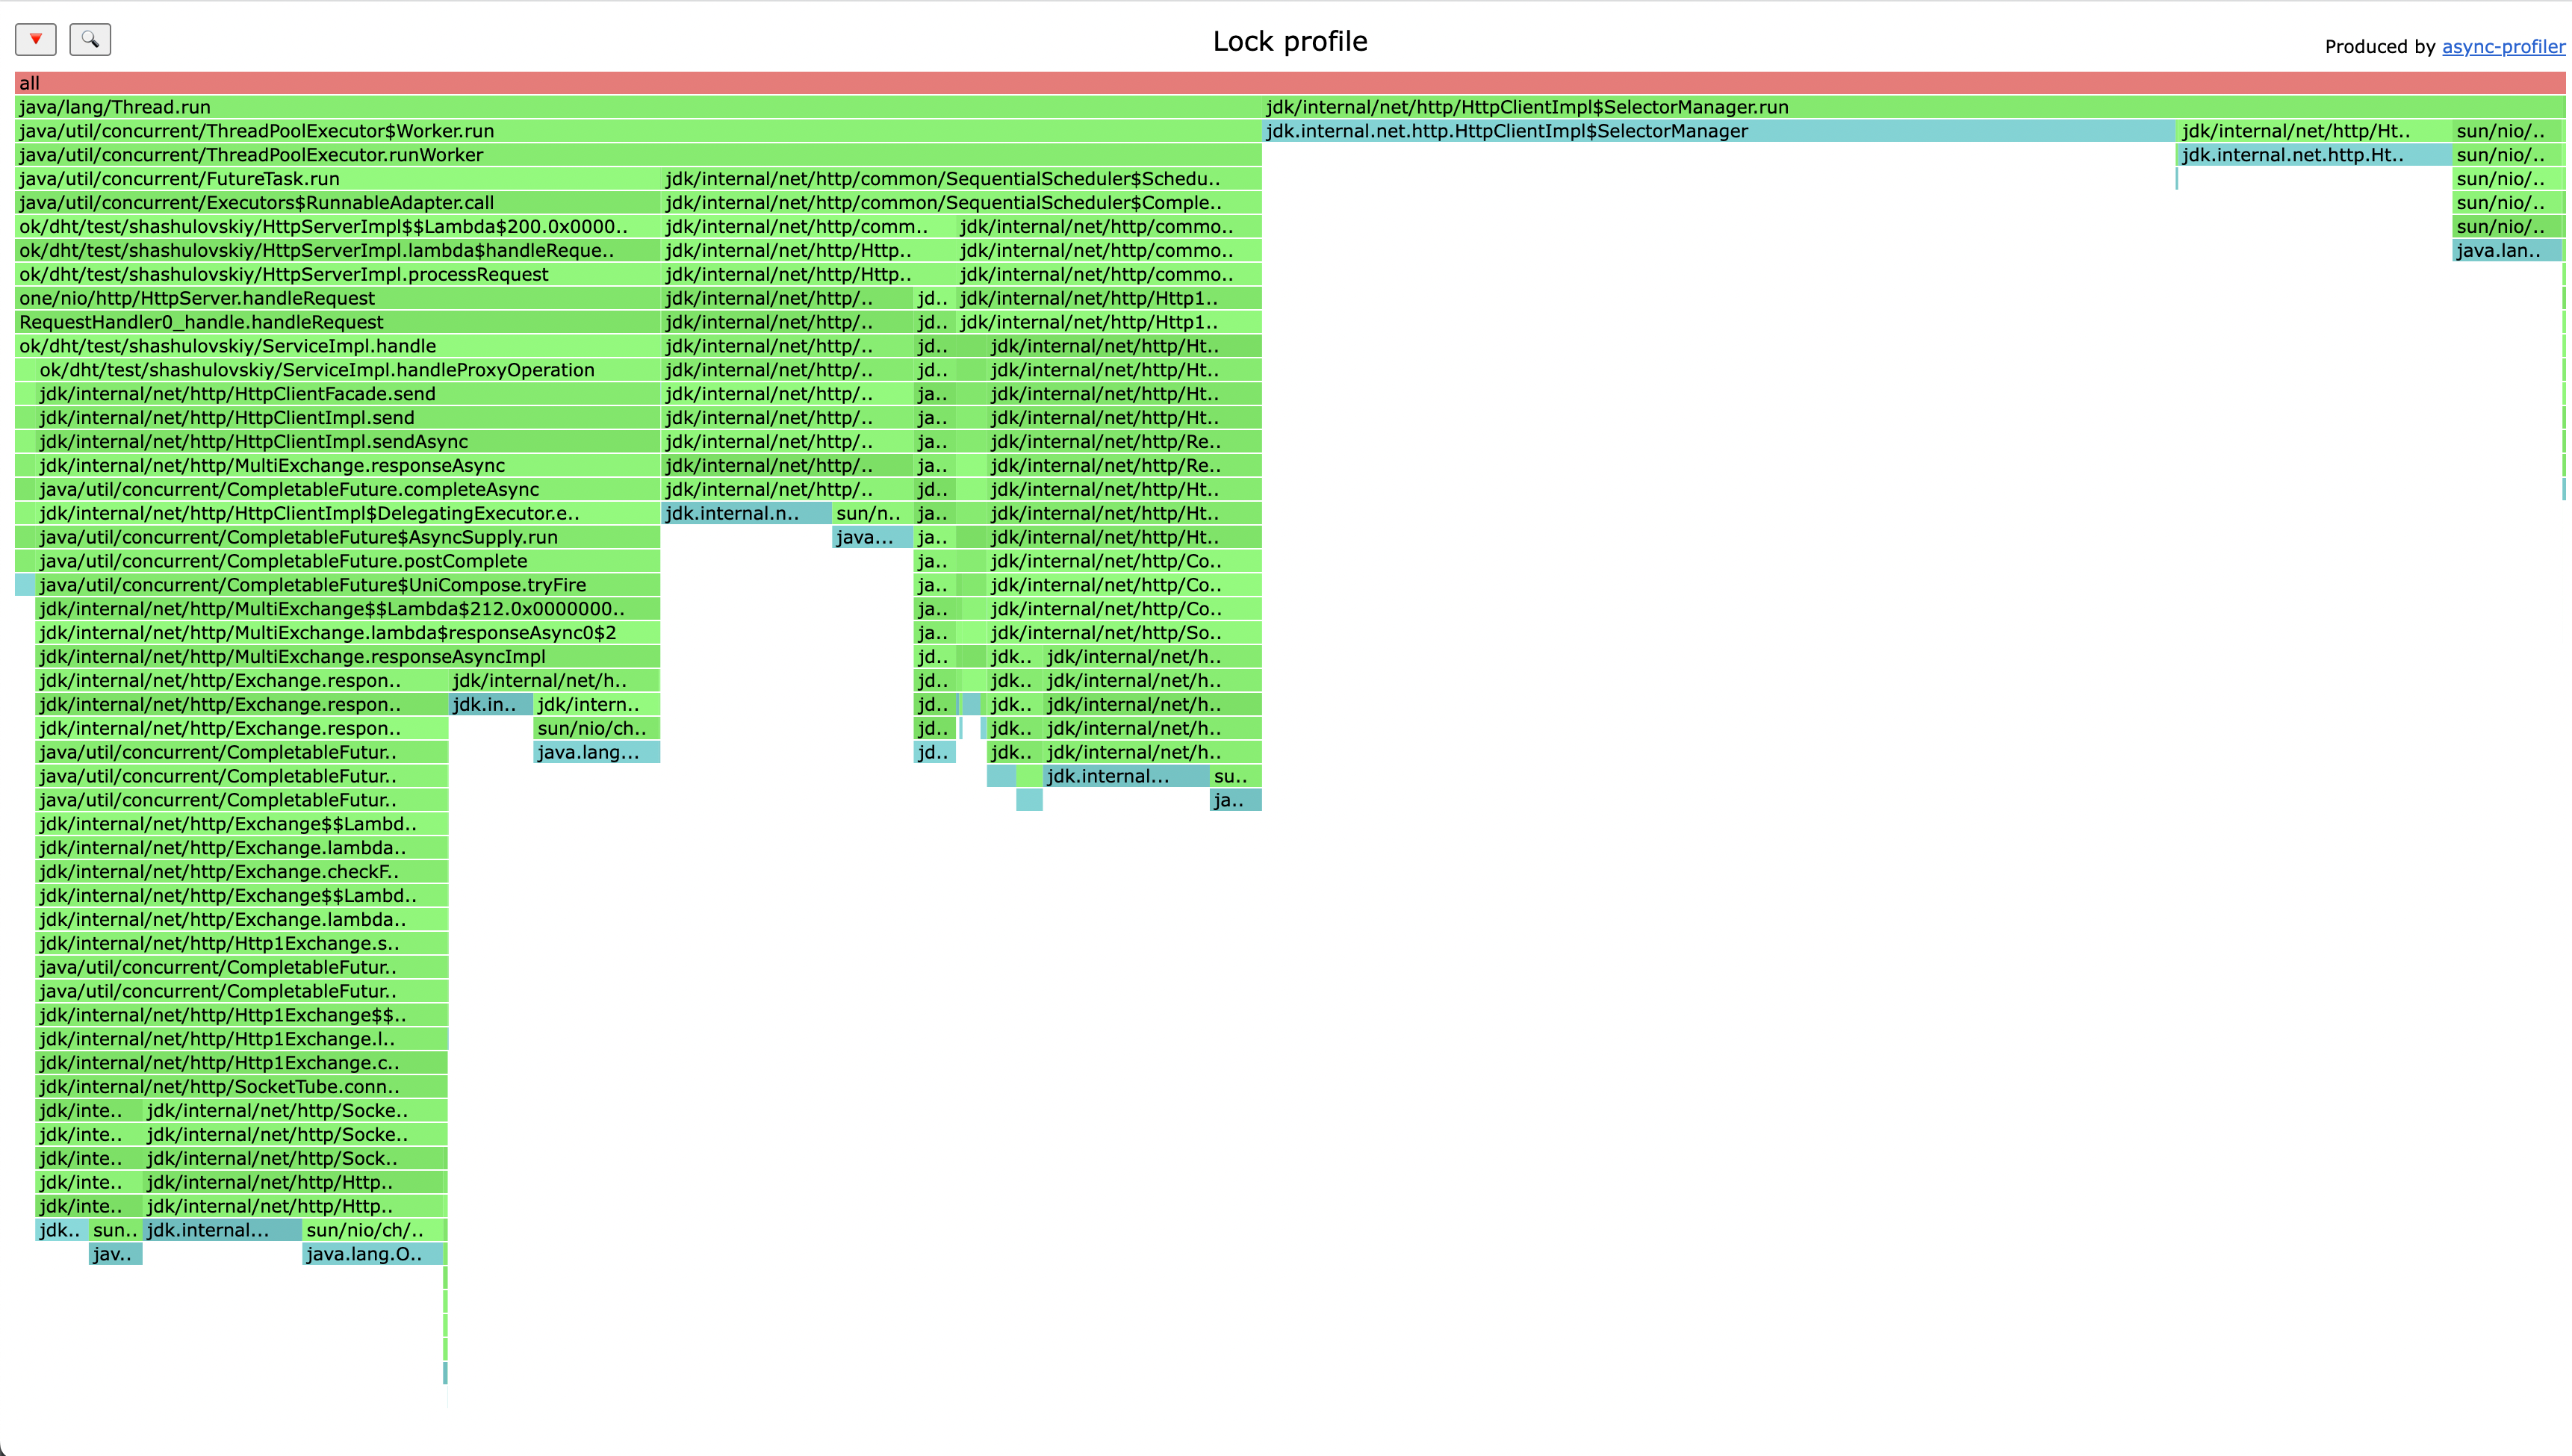 Lock profile
Produced by async-profiler
all
java/lang/Thread.run jdk/internal/net/http/HttpClientImpl$SelectorManager.run
java/util/concurrent/ThreadPoolExecutor$Worker.run jdk.internal.net.http.HttpClientImpl$SelectorManager jdk/internal/net/http/Ht.. sun/nio/..
java/util/concurrent/ThreadPoolExecutor.runWorker jdk.internal.net.http.Ht.. sun/nio/..
java/util/concurrent/FutureTask.run jdk/internal/net/http/common/SequentialScheduler$Schedu.. sun/nio/..
java/util/concurrent/Executors$RunnableAdapter.call jdk/internal/net/http/common/SequentialScheduler$Comple.. sun/nio/..
ok/dht/test/shashulovskiy/HttpServerImpl$$Lambda$200.0x0000.. jdk/internal/net/http/comm.. jdk/internal/net/http/commo.. sun/nio/..
ok/dht/test/shashulovskiy/HttpServerImpl.lambda$handleReque.. jdk/internal/net/http/Http.. jdk/internal/net/http/commo.. java.lan..
ok/dht/test/shashulovskiy/HttpServerImpl.processRequest jdk/internal/net/http/Http.. jdk/internal/net/http/commo..
one/nio/http/HttpServer.handleRequest jdk/internal/net/http/.. jd.. jdk/internal/net/http/Http1..
RequestHandler0_handle.handleRequest jdk/internal/net/http/.. jd.. jdk/internal/net/http/Http1..
ok/dht/test/shashulovskiy/ServiceImpl.handle jdk/internal/net/http/.. jd.. jdk/internal/net/http/Ht..
ok/dht/test/shashulovskiy/ServiceImpl.handleProxyOperation jdk/internal/net/http/.. jd.. jdk/internal/net/http/Ht..
jdk/internal/net/http/HttpClientFacade.send jdk/internal/net/http/.. ja.. jdk/internal/net/http/Ht..
jdk/internal/net/http/HttpClientImpl.send jdk/internal/net/http/.. ja.. jdk/internal/net/http/Ht..
jdk/internal/net/http/HttpClientImpl.sendAsync jdk/internal/net/http/.. ja.. jdk/internal/net/http/Re..
jdk/internal/net/http/MultiExchange.responseAsync jdk/internal/net/http/.. ja.. jdk/internal/net/http/Re..
java/util/concurrent/CompletableFuture.completeAsync jdk/internal/net/http/.. jd.. jdk/internal/net/http/Ht..
jdk/internal/net/http/HttpClientImpl$DelegatingExecutor.e.. jdk.internal.n.. sun/n.. ja.. jdk/internal/net/http/Ht..
java/util/concurrent/CompletableFuture$AsyncSupply.run java... ja.. jdk/internal/net/http/Ht..
java/util/concurrent/CompletableFuture.postComplete ja.. jdk/internal/net/http/Co..
java/util/concurrent/CompletableFuture$UniCompose.tryFire ja.. jdk/internal/net/http/Co..
jdk/internal/net/http/MultiExchange$$Lambda$212.0x0000000.. ja.. jdk/internal/net/http/Co..
jdk/internal/net/http/MultiExchange.lambda$responseAsync0$2 ja.. jdk/internal/net/http/So..
jdk/internal/net/http/MultiExchange.responseAsyncImpl jd.. jdk.. jdk/internal/net/h..
jdk/internal/net/http/Exchange.respon.. jdk/internal/net/h.. jd.. jdk.. jdk/internal/net/h..
jdk/internal/net/http/Exchange.respon.. jdk.in.. jdk/intern.. jd.. jdk.. jdk/internal/net/h..
jdk/internal/net/http/Exchange.respon.. sun/nio/ch.. jd.. jdk.. jdk/internal/net/h..
java/util/concurrent/CompletableFutur.. java.lang... jd.. jdk.. jdk/internal/net/h..
java/util/concurrent/CompletableFutur.. jdk.internal... su..
java/util/concurrent/CompletableFutur.. ja..
jdk/internal/net/http/Exchange$$Lambd..
jdk/internal/net/http/Exchange.lambda..
jdk/internal/net/http/Exchange.checkF..
jdk/internal/net/http/Exchange$$Lambd..
jdk/internal/net/http/Exchange.lambda..
jdk/internal/net/http/Http1Exchange.s..
java/util/concurrent/CompletableFutur..
java/util/concurrent/CompletableFutur..
jdk/internal/net/http/Http1Exchange$$..
jdk/internal/net/http/Http1Exchange.l..
jdk/internal/net/http/Http1Exchange.c..
jdk/internal/net/http/SocketTube.conn..
jdk/inte.. jdk/internal/net/http/Socke..
jdk/inte.. jdk/internal/net/http/Socke..
jdk/inte.. jdk/internal/net/http/Sock..
jdk/inte.. jdk/internal/net/http/Http..
jdk/inte.. jdk/internal/net/http/Http..
jdk.. sun.. jdk.internal... sun/nio/ch/..
jav.. java.lang.O..